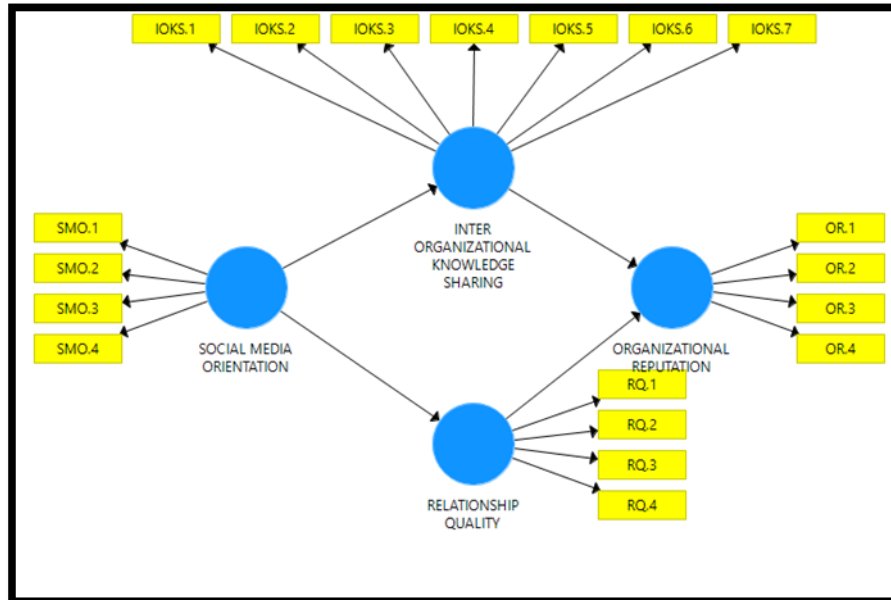 IOKS.1
IOKS.2
IOKS.3
IOKS.4
IOKS.5
IOKS.6
IOKS.7
INTER
ORGANIZATIONAL
KNOWLEDGE
SHARING
SMO.1
SMO.2
SMO.3
SMO.4
SOCIAL MEDIA
ORIENTATION
OR.1
OR.2
OR.3
OR.4
ORGANIZATIONAL
REPUTATION
RQ.1
RQ.2
RQ.3
RQ.4
RELATIONSHIP
QUALITY